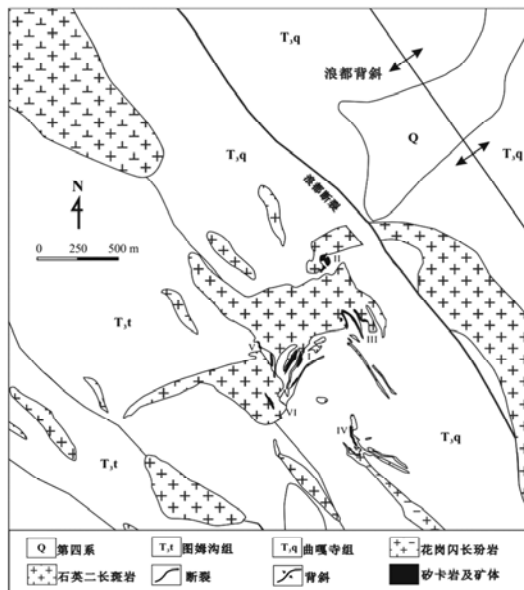 T₃q
浪都背斜
Q
T₃q
T₃q
浪都断裂
N
0 250 500 m
II
III
T₃t
V
I
VI
IV
T₃q
T₃t
Q 第四系 T₃t 图姆沟组 T₃q 曲嘎寺组 花岗闪长玢岩
石英二长斑岩 断裂 背斜 矽卡岩及矿体